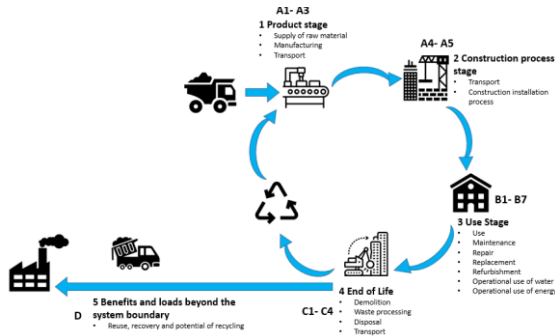 A1- A3
1 Product stage
• Supply of raw material
• Manufacturing
• Transport
A4- A5
2 Construction process
stage
• Transport
• Construction installation
process
B1- B7
3 Use Stage
• Use
• Maintenance
• Repair
• Replacement
• Refurbishment
• Operational use of water
• Operational use of energy
4 End of Life
C1- C4
• Demolition
• Waste processing
• Disposal
• Transport
5 Benefits and loads beyond the
D
system boundary
• Reuse, recovery and potential of recycling